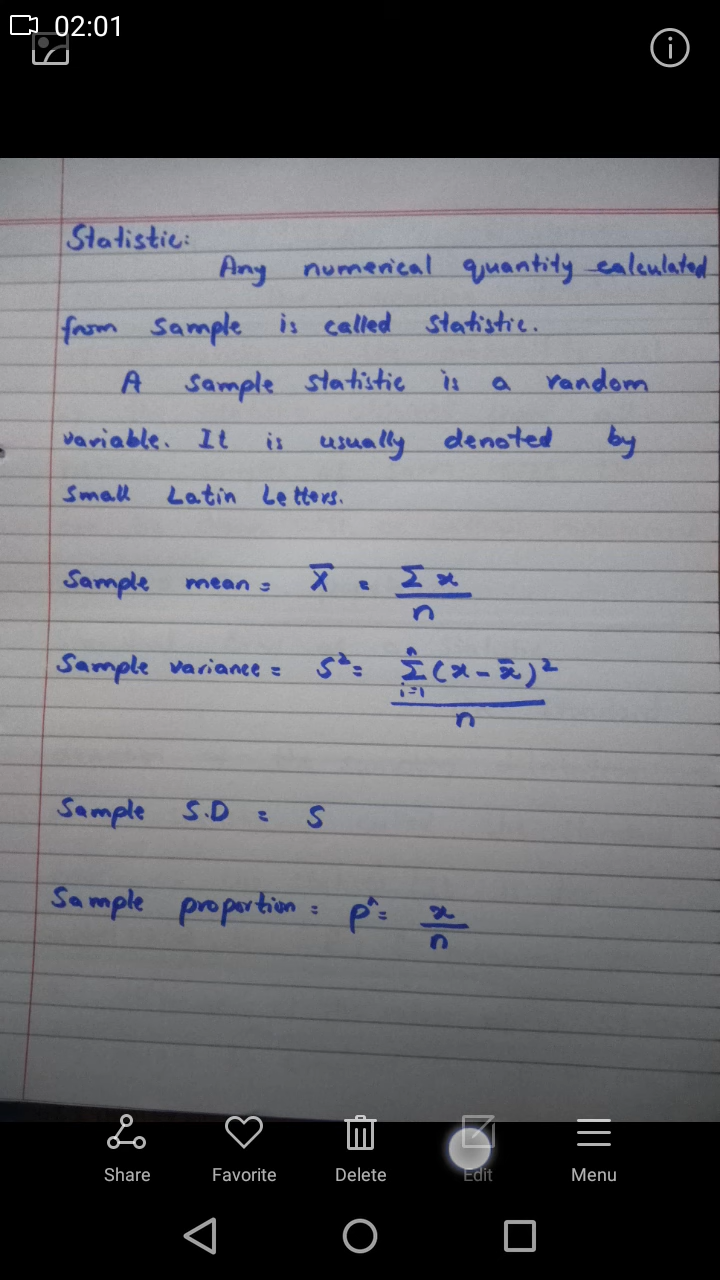 02:01
Statistic:
Any numerical quantity calculated
from sample is called statistic.
A sample statistic is a random
variable. It is usually denoted by
small Latin Letters.
Sample mean = X̄ = Σx / n
Sample variance = S² = Σⁿᵢ₌₁(x - x̄)² / n
Sample S.D = S
Sample proportion = p^ = x / n
Share Favorite Delete Edit Menu